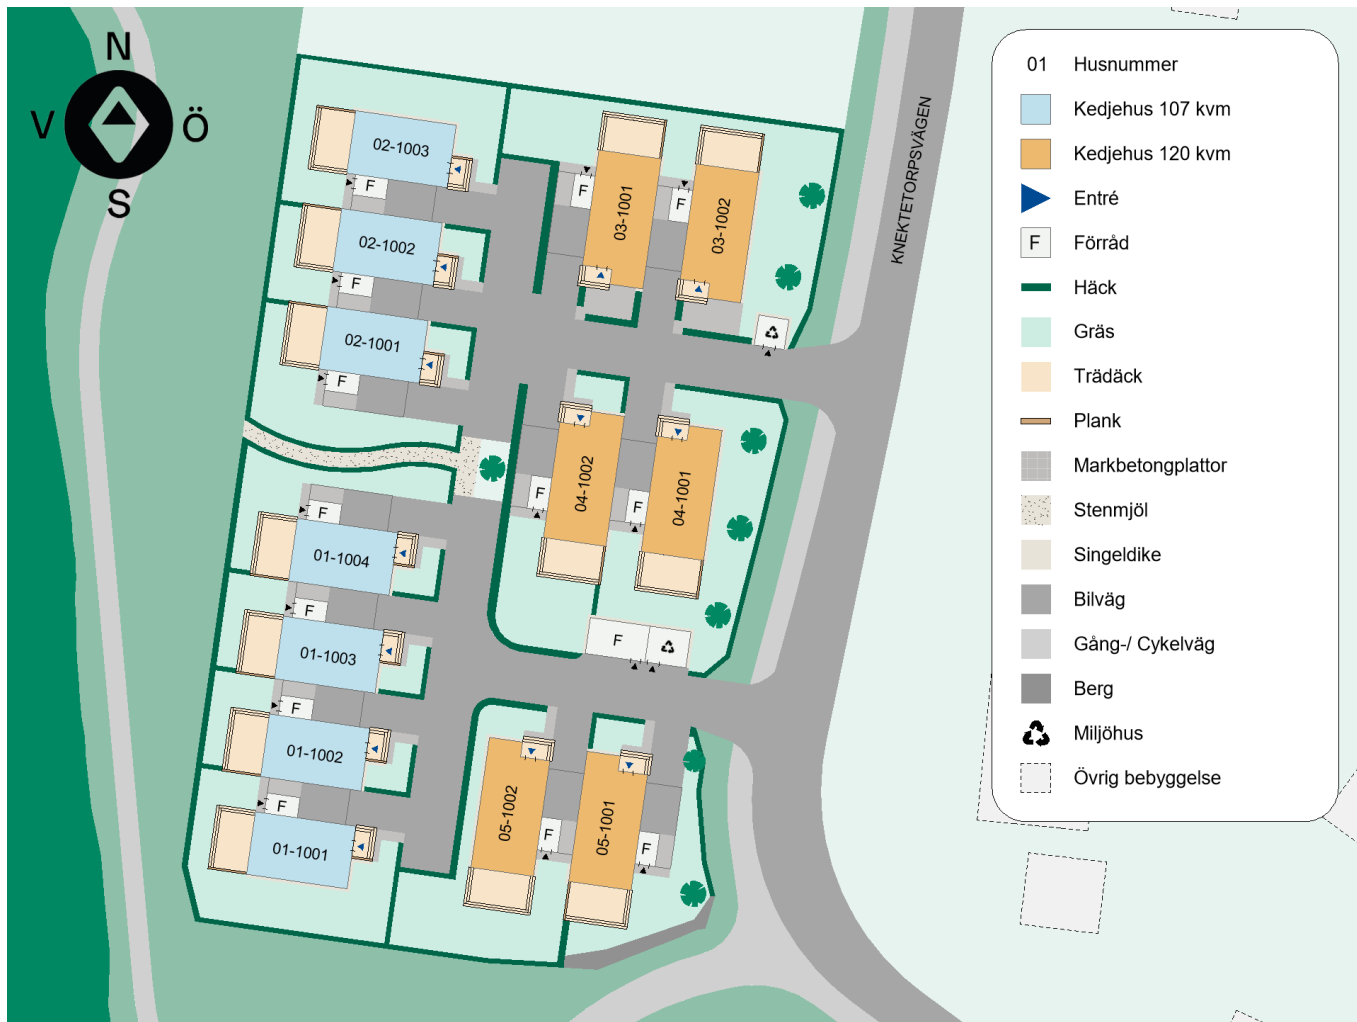 N
V
Ö
S
02-1003
F
02-1002
F
02-1001
F
03-1001
F
03-1002
F
KNEKTETORPSVÄGEN
04-1002
F
04-1001
F
F
F
01-1004
F
01-1003
F
01-1002
F
01-1001
05-1002
F
05-1001
F
01 Husnummer
Kedjehus 107 kvm
Kedjehus 120 kvm
Entré
F Förråd
Häck
Gräs
Trädäck
Plank
Markbetongplattor
Stenmjöl
Singeldike
Bilväg
Gång-/ Cykelväg
Berg
Miljöhus
Övrig bebyggelse